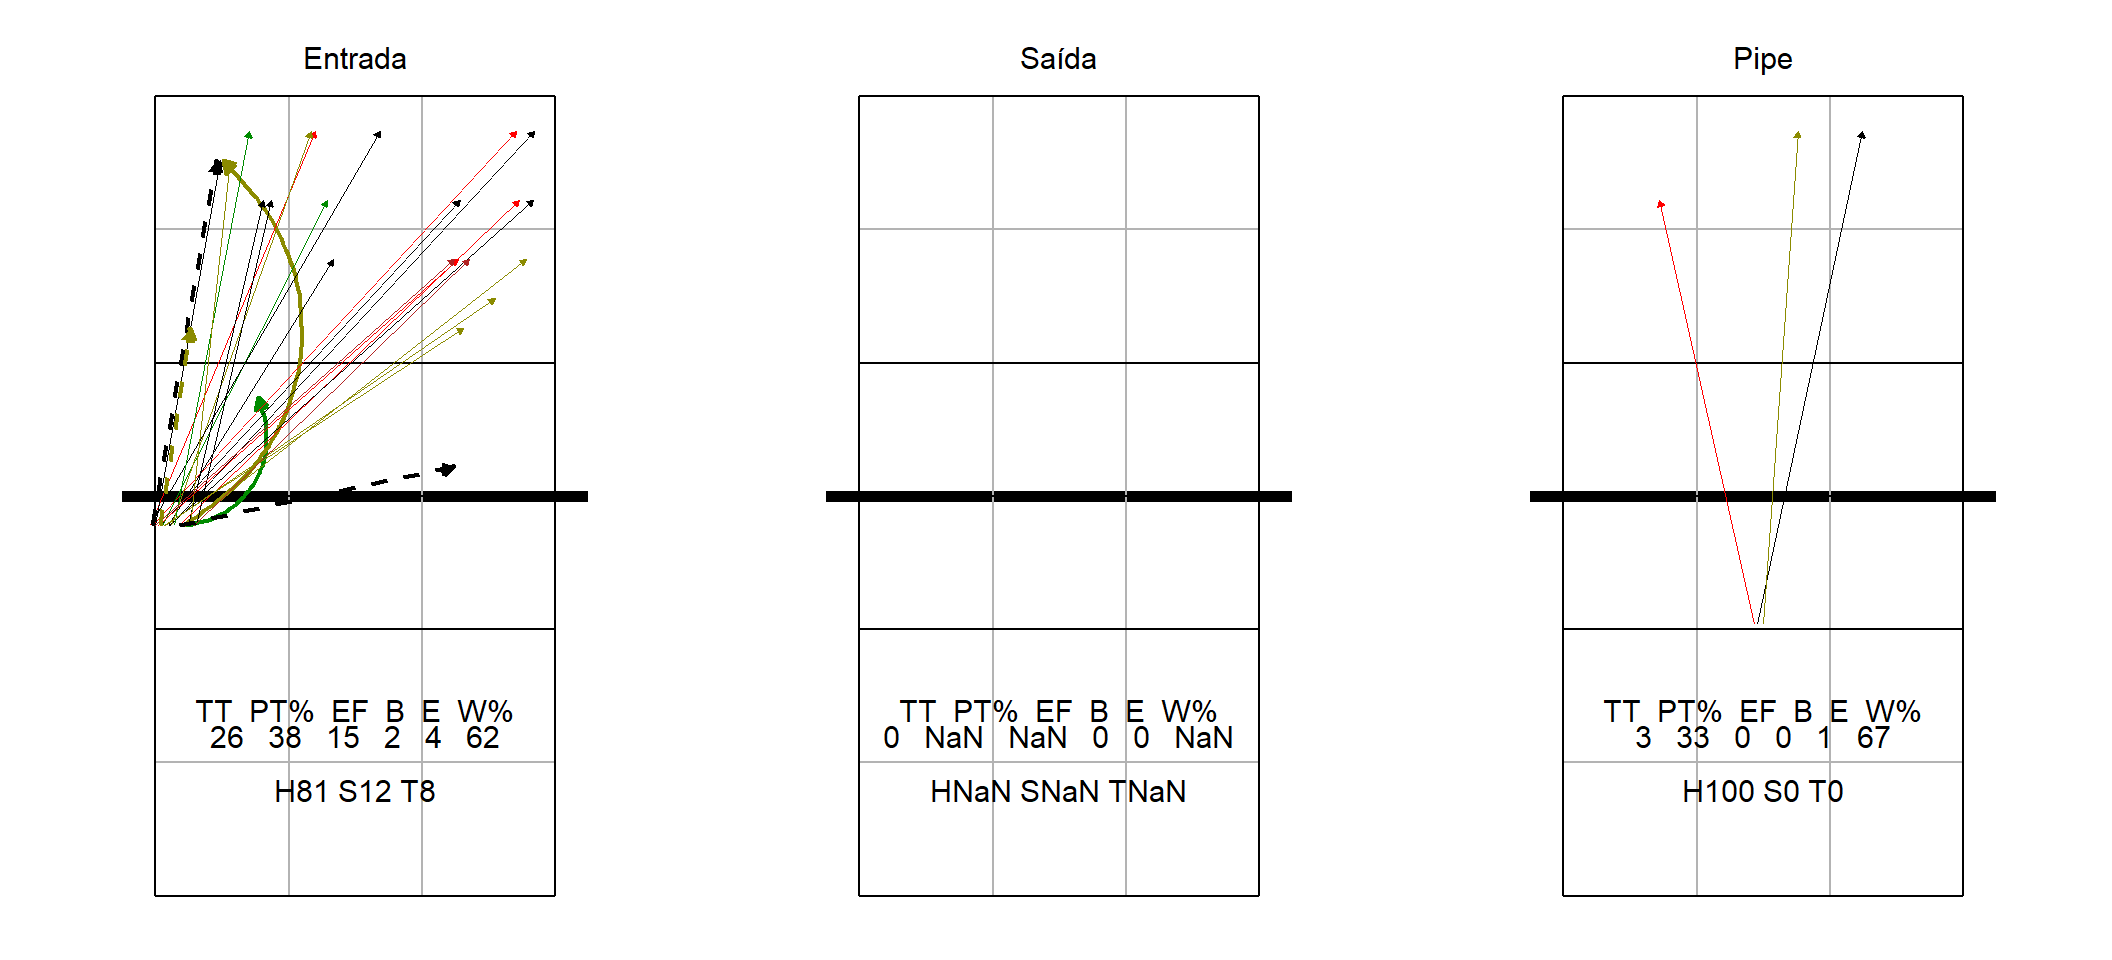 Entrada
TT PT% EF B E W%
26 38 15 2 4 62
H81 S12 T8
Saída
TT PT% EF B E W%
0 NaN NaN 0 0 NaN
HNaN SNaN TNaN
Pipe
TT PT% EF B E W%
3 33 0 0 1 67
H100 S0 T0